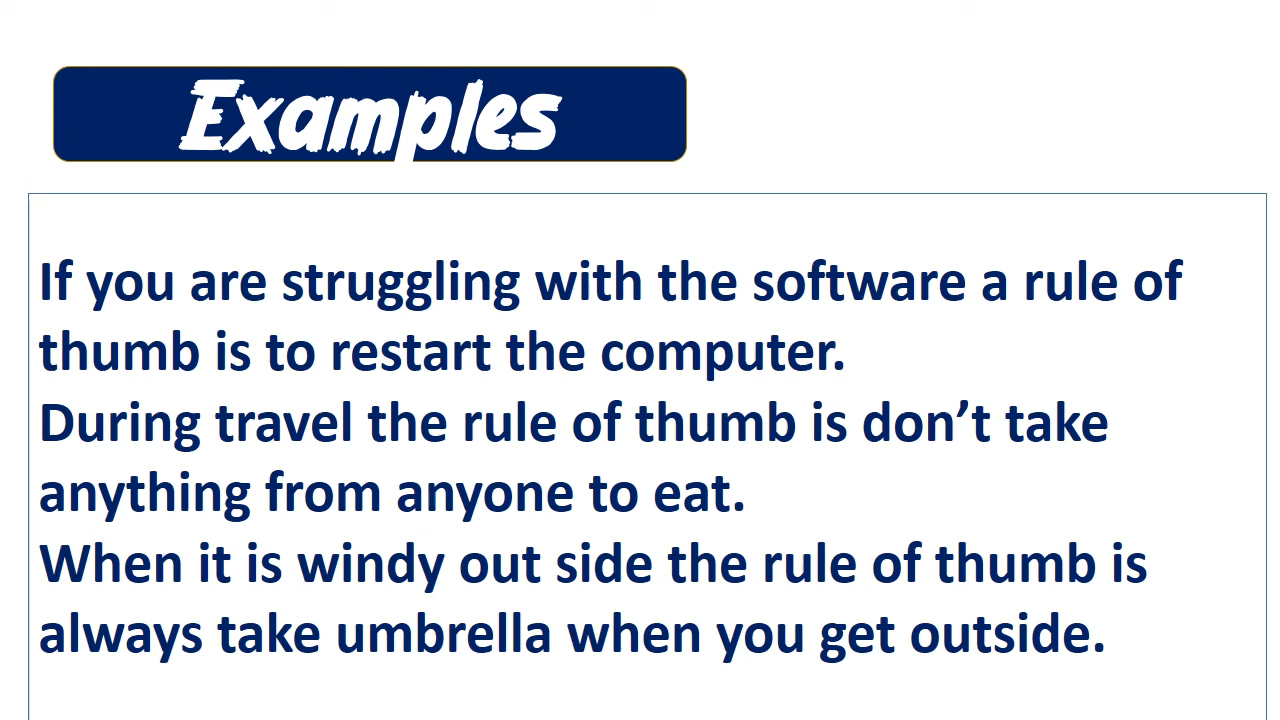 Examples
If you are struggling with the software a rule of
thumb is to restart the computer.
During travel the rule of thumb is don’t take
anything from anyone to eat.
When it is windy out side the rule of thumb is
always take umbrella when you get outside.